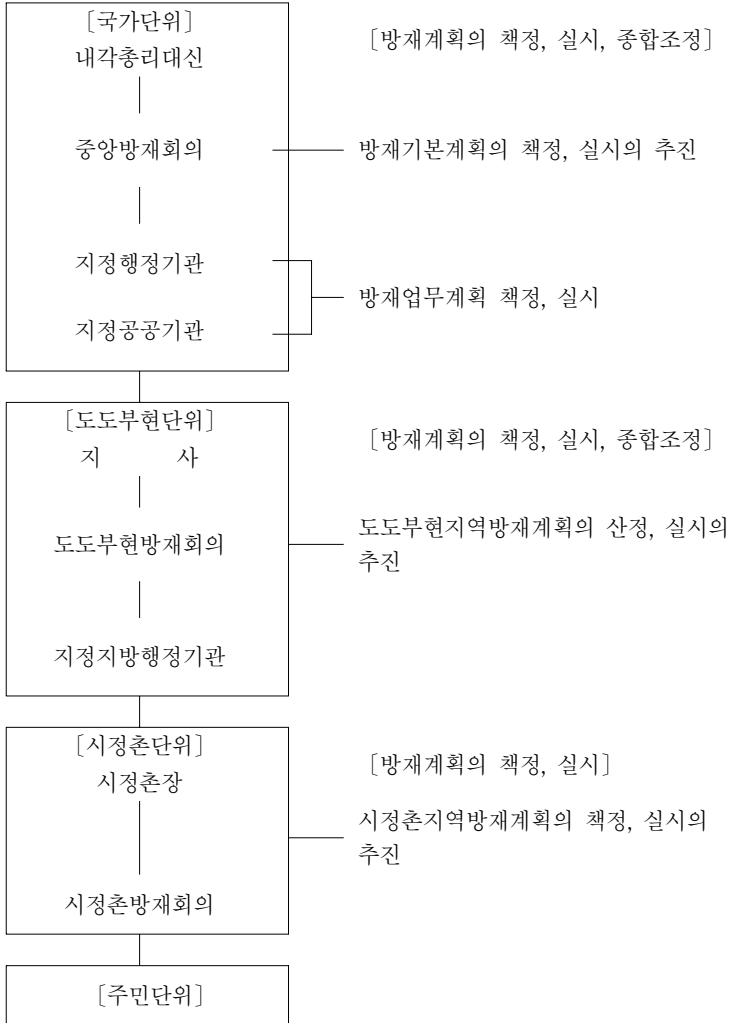 [국가단위]
내각총리대신
[방재계획의 책정, 실시, 종합조정]
중앙방재회의
방재기본계획의 책정, 실시의 추진
지정행정기관
방재업무계획 책정, 실시
지정공공기관
[도도부현단위]
지 사
[방재계획의 책정, 실시, 종합조정]
도도부현방재회의
도도부현지역방재계획의 산정, 실시의
추진
지정지방행정기관
[시정촌단위]
시정촌장
[방재계획의 책정, 실시]
시정촌지역방재계획의 책정, 실시의
추진
시정촌방재회의
[주민단위]